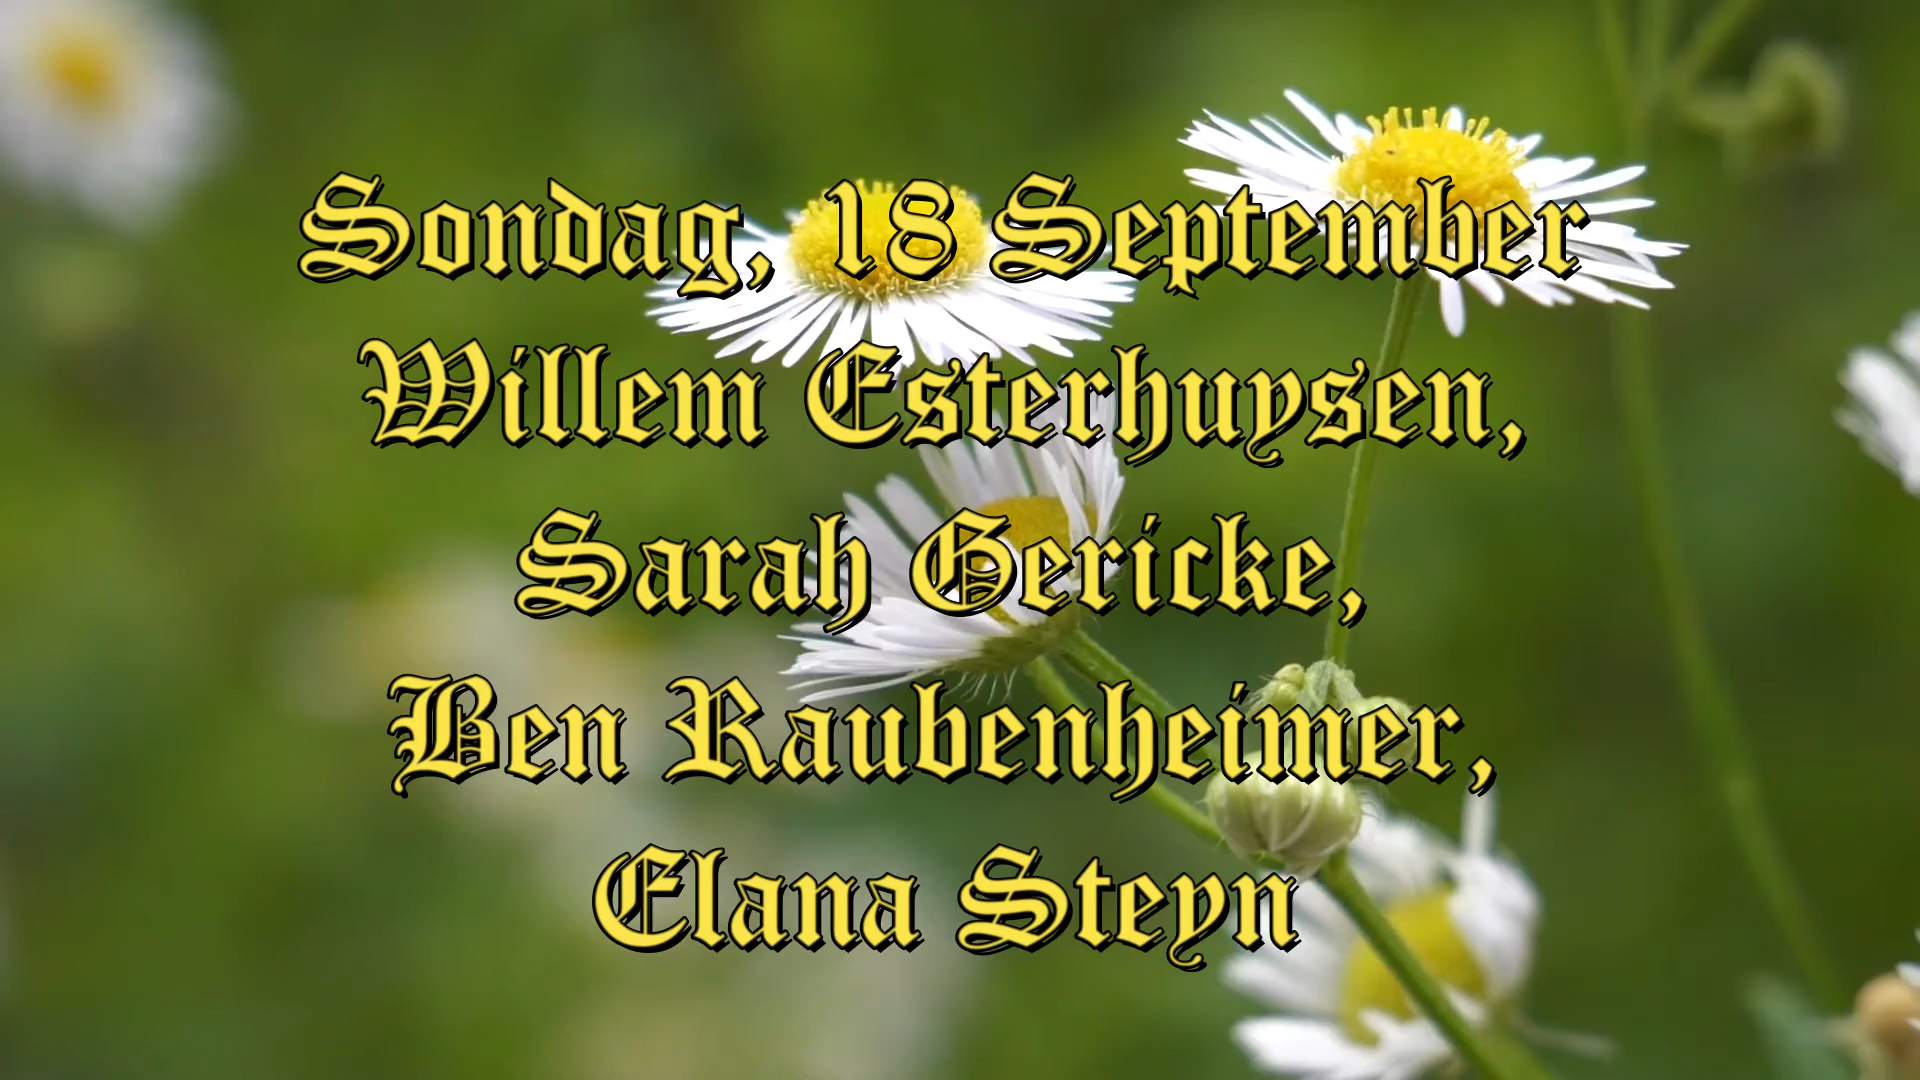 Sondag, 18 September
Willem Esterhuysen,
Sarah Gericke,
Ben Raubenheimer,
Elana Steyn